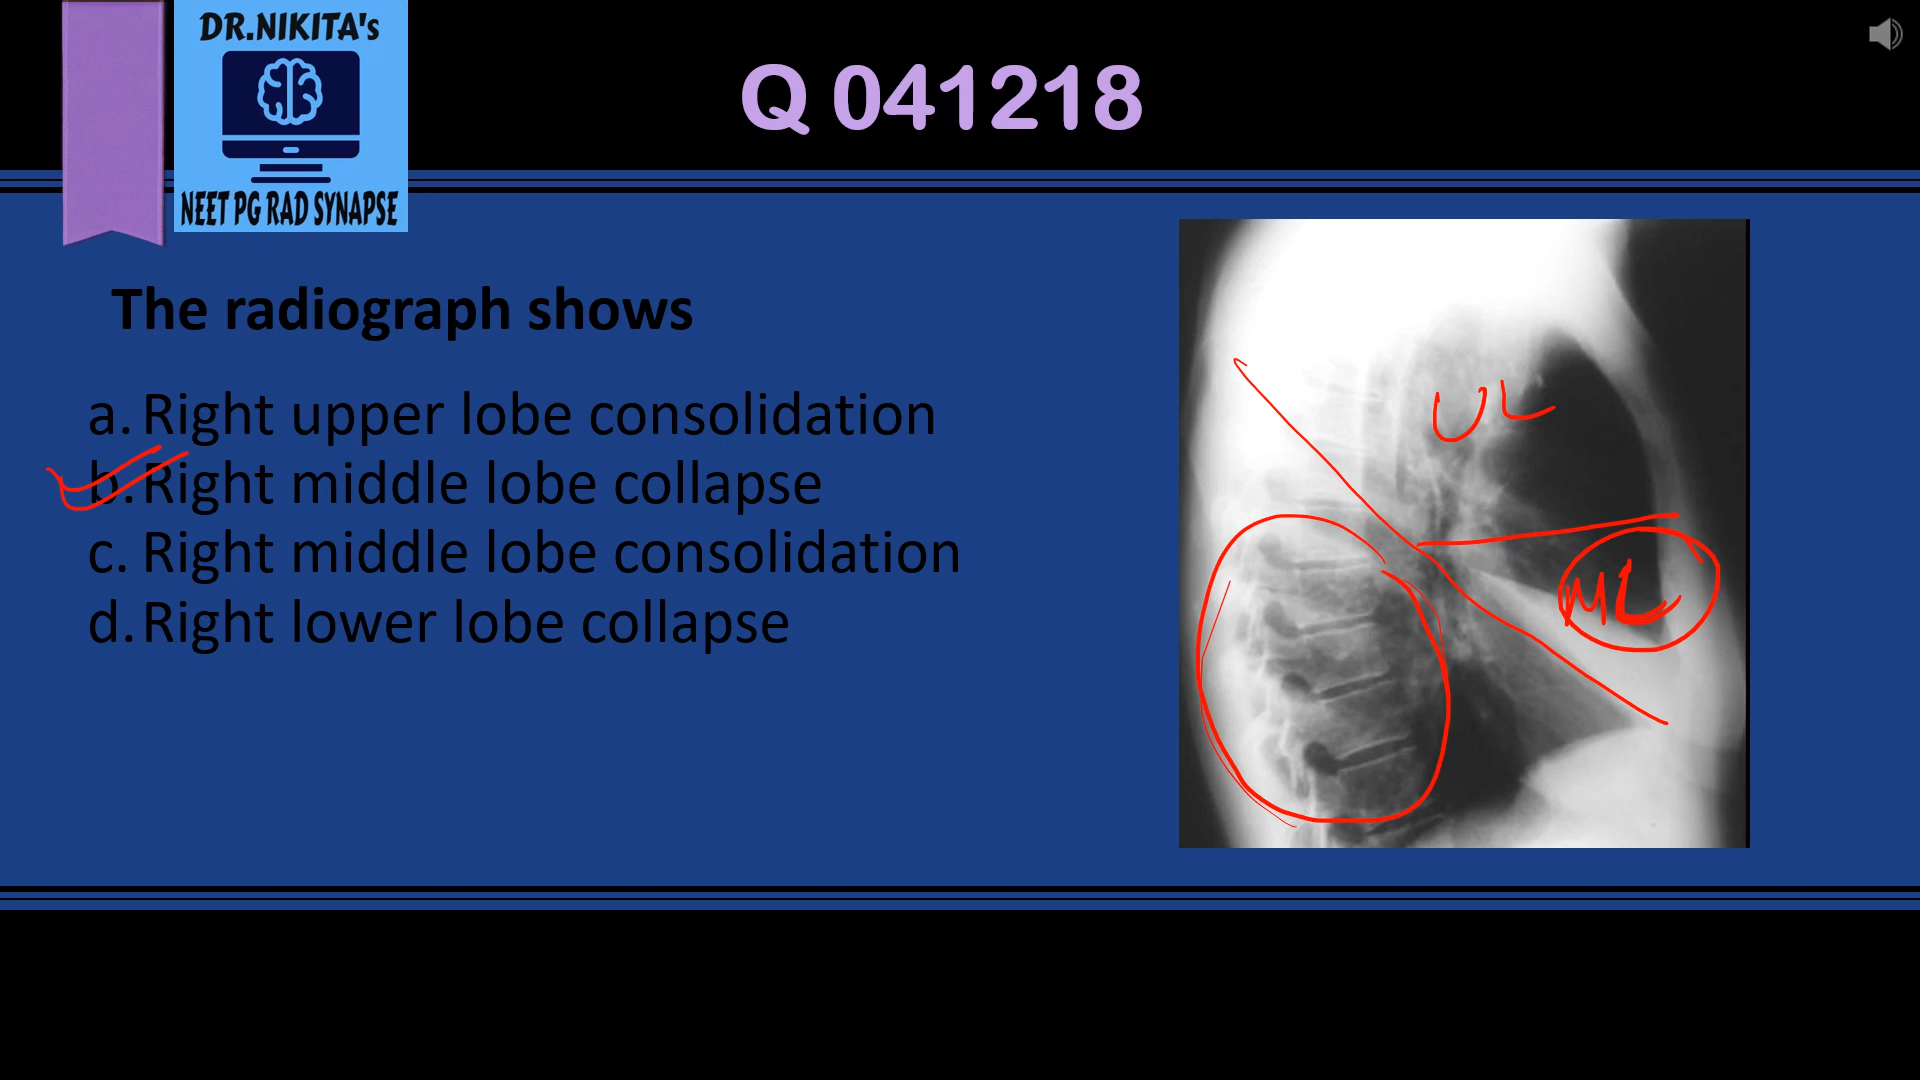 DR.NIKITA's
NEET PG RAD SYNAPSE
Q 041218
The radiograph shows
a. Right upper lobe consolidation
b. Right middle lobe collapse
c. Right middle lobe consolidation
d. Right lower lobe collapse
UL
ML